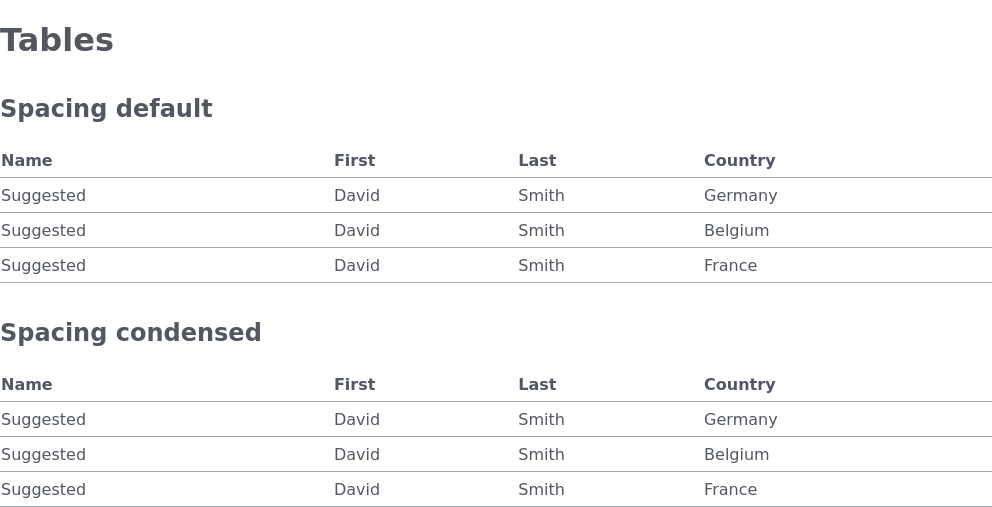 Tables
Spacing default
Name First Last Country
Suggested David Smith Germany
Suggested David Smith Belgium
Suggested David Smith France
Spacing condensed
Name First Last Country
Suggested David Smith Germany
Suggested David Smith Belgium
Suggested David Smith France